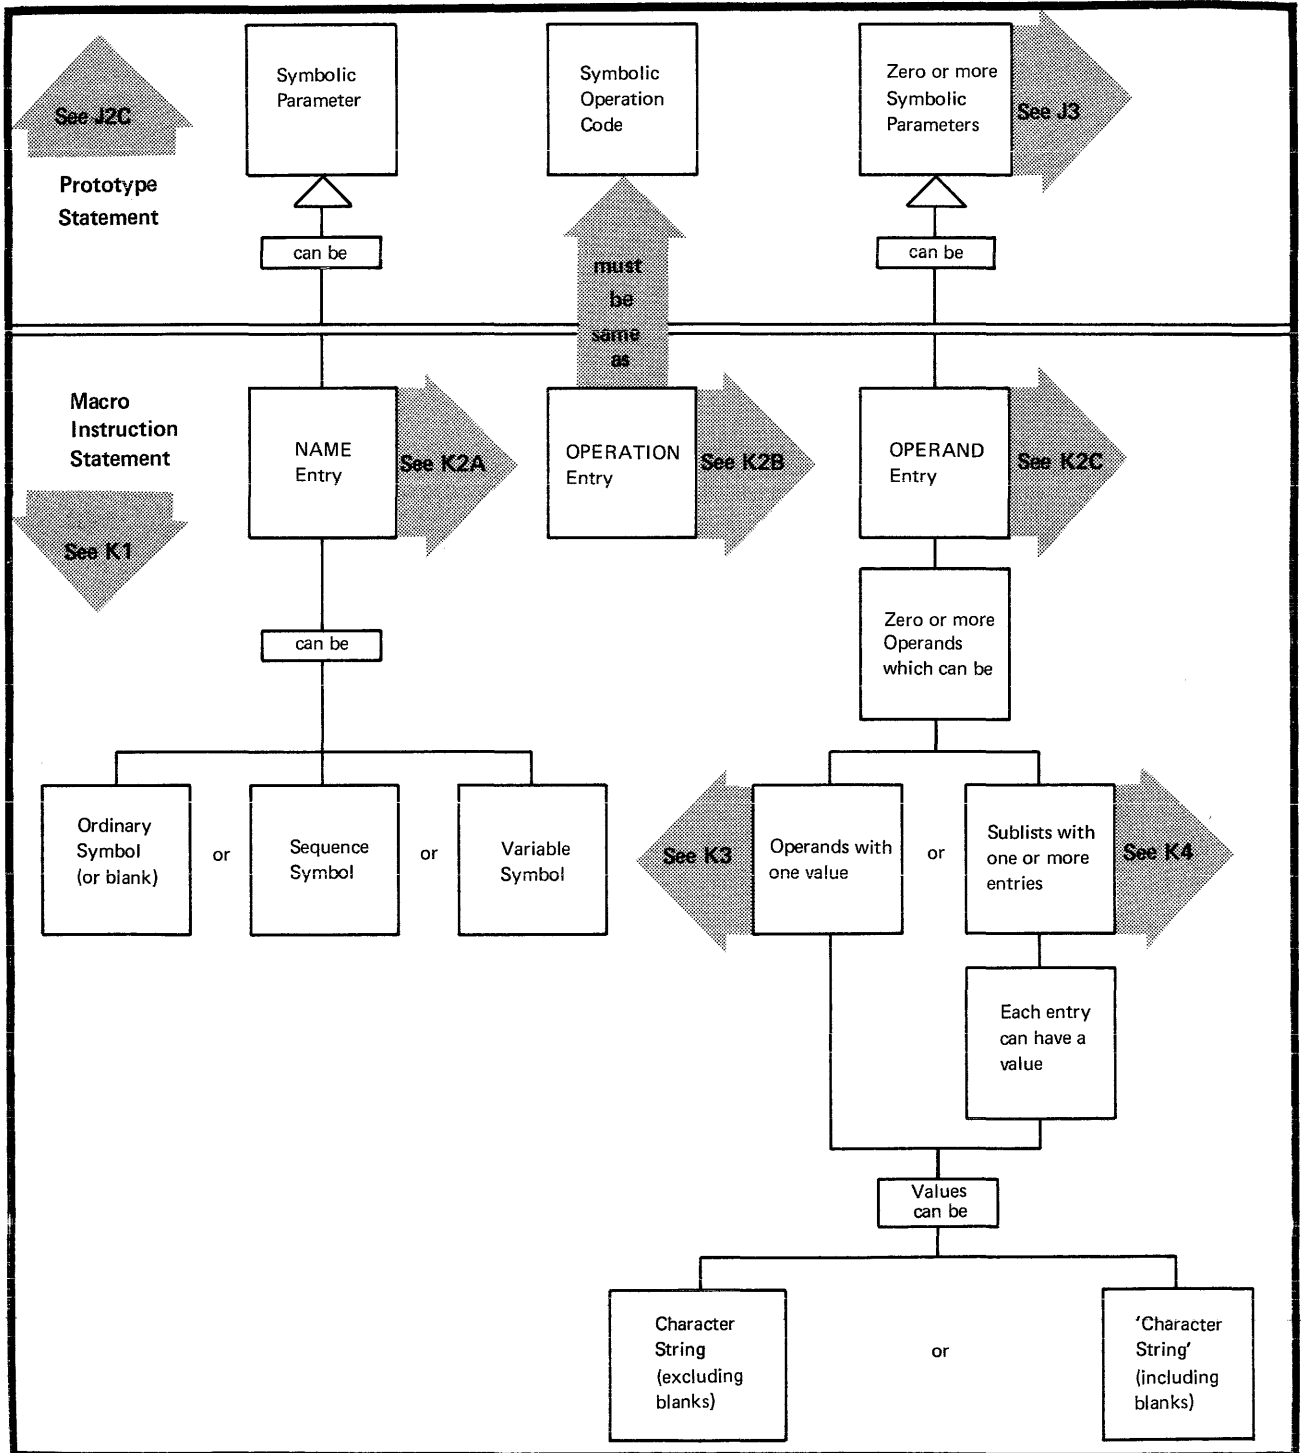 Symbolic
Parameter
Symbolic
Operation
Code
Zero or more
Symbolic
Parameters
See J2C
See J3
Prototype
Statement
can be
must
be
same
as
can be
Macro
Instruction
Statement
NAME
Entry
See K2A
OPERATION
Entry
See K2B
OPERAND
Entry
See K2C
See K1
can be
Zero or more
Operands
which can be
Ordinary
Symbol
(or blank)
or
Sequence
Symbol
or
Variable
Symbol
See K3
Operands with
one value
or
Sublists with
one or more
entries
See K4
Each entry
can have a
value
Values
can be
Character
String
(excluding
blanks)
or
'Character
String'
(including
blanks)